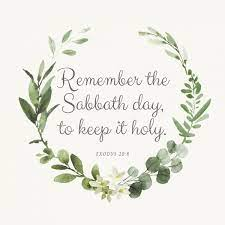 Remember the
Sabbath day,
to keep it holy.
EXODUS 20:8